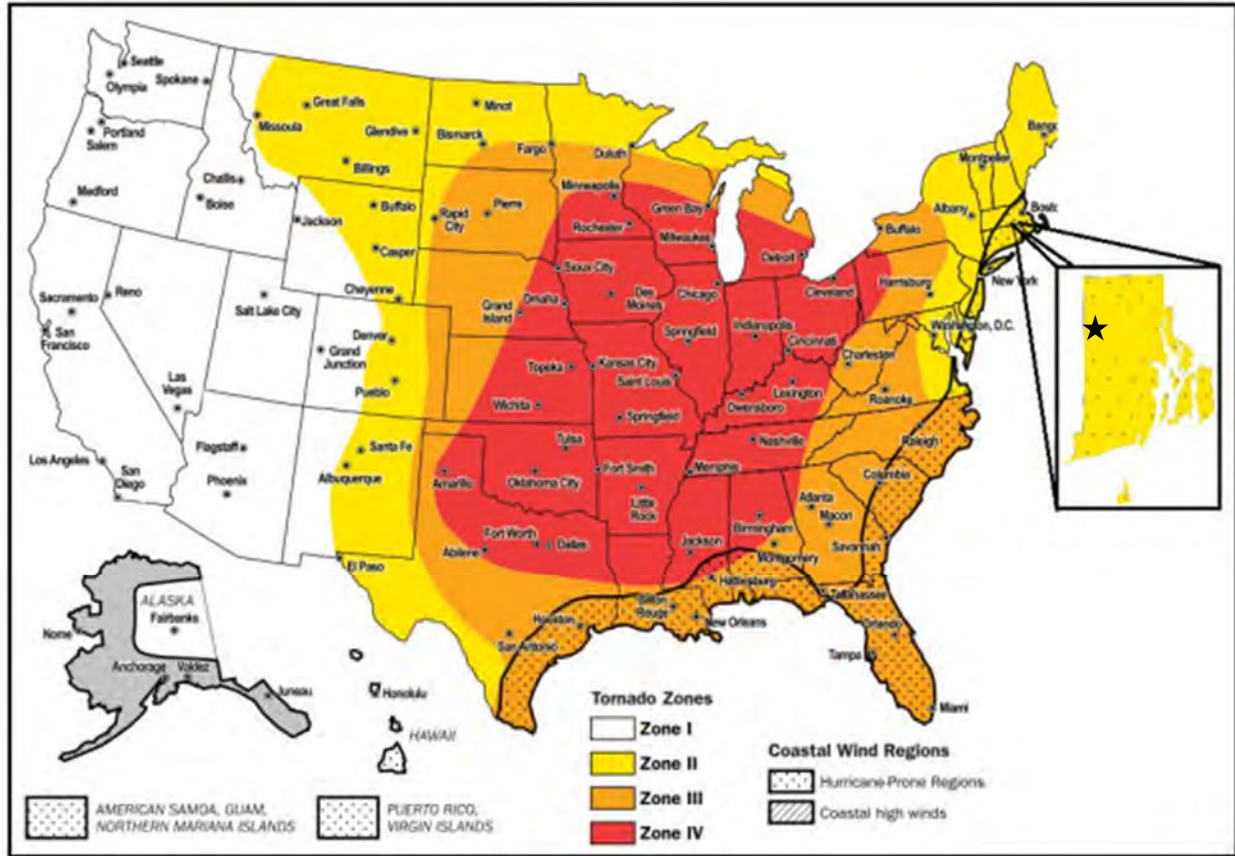 Seattle
Olympia
Spokane
Portland
Salem
Medford
Great Falls
Missoula
Glendive
Billings
Challis
Boise
Jackson
Buffalo
Casper
Cheyenne
Minot
Bismarck
Fargo
Duluth
Minneapolis
Pierre
Rapid City
Rochester
Green Bay
Milwaukee
Sioux City
Detroit
Buffalo
Albany
Montpelier
Bango
Bosto
New York
Harrisburg
Washington, D.C.
Sacramento
Reno
San Francisco
Salt Lake City
Las Vegas
Denver
Grand Junction
Pueblo
Grand Island
Omaha
Des Moines
Chicago
Cleveland
Springfield
Indianapolis
Cincinnati
Charleston
Topeka
Kansas City
Saint Louis
Lexington
Roanoke
Wichita
Springfield
Owensboro
Los Angeles
San Diego
Flagstaff
Phoenix
Santa Fe
Albuquerque
Tulsa
Nashville
Raleigh
Amarillo
Oklahoma City
Fort Smith
Memphis
Columbia
Little Rock
Atlanta
Macon
Birmingham
Fort Worth
Dallas
Abilene
Jackson
Montgomery
Savannah
El Paso
Hattiesburg
Tallahassee
Houston
Baton Rouge
New Orleans
San Antonio
Orlando
Tampa
Miami
ALASKA
Fairbanks
Nome
Anchorage
Valdez
Juneau
Honolulu
HAWAII
Tornado Zones
Zone I
Zone II
Zone III
Zone IV
Coastal Wind Regions
Hurricane-Prone Regions
Coastal high winds
AMERICAN SAMOA, GUAM,
NORTHERN MARIANA ISLANDS
PUERTO RICO,
VIRGIN ISLANDS